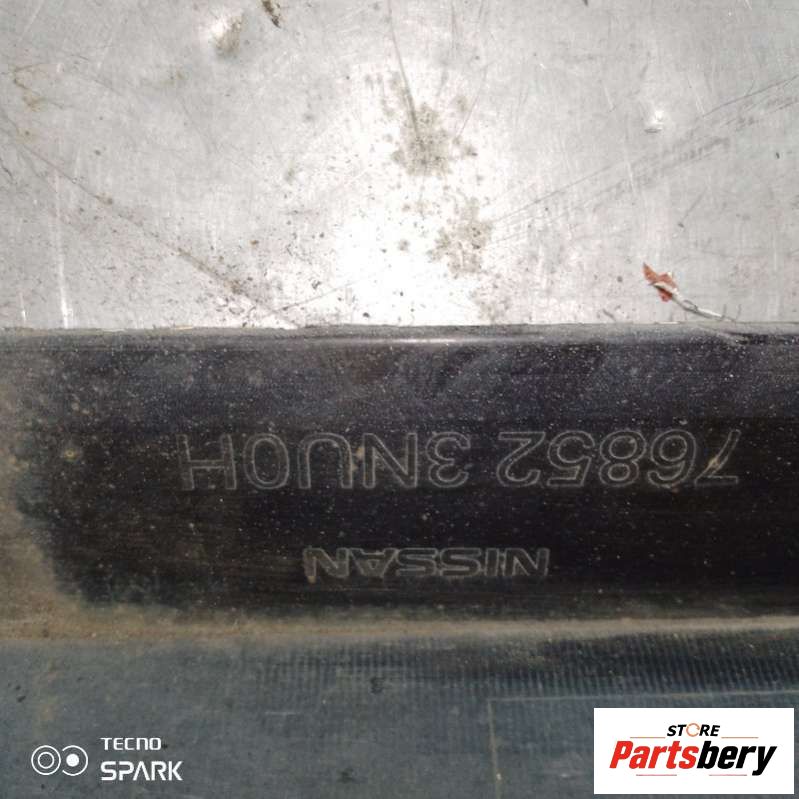 76852 3NU0H
NISSAN
TECNO
SPARK
STORE
Partsbery